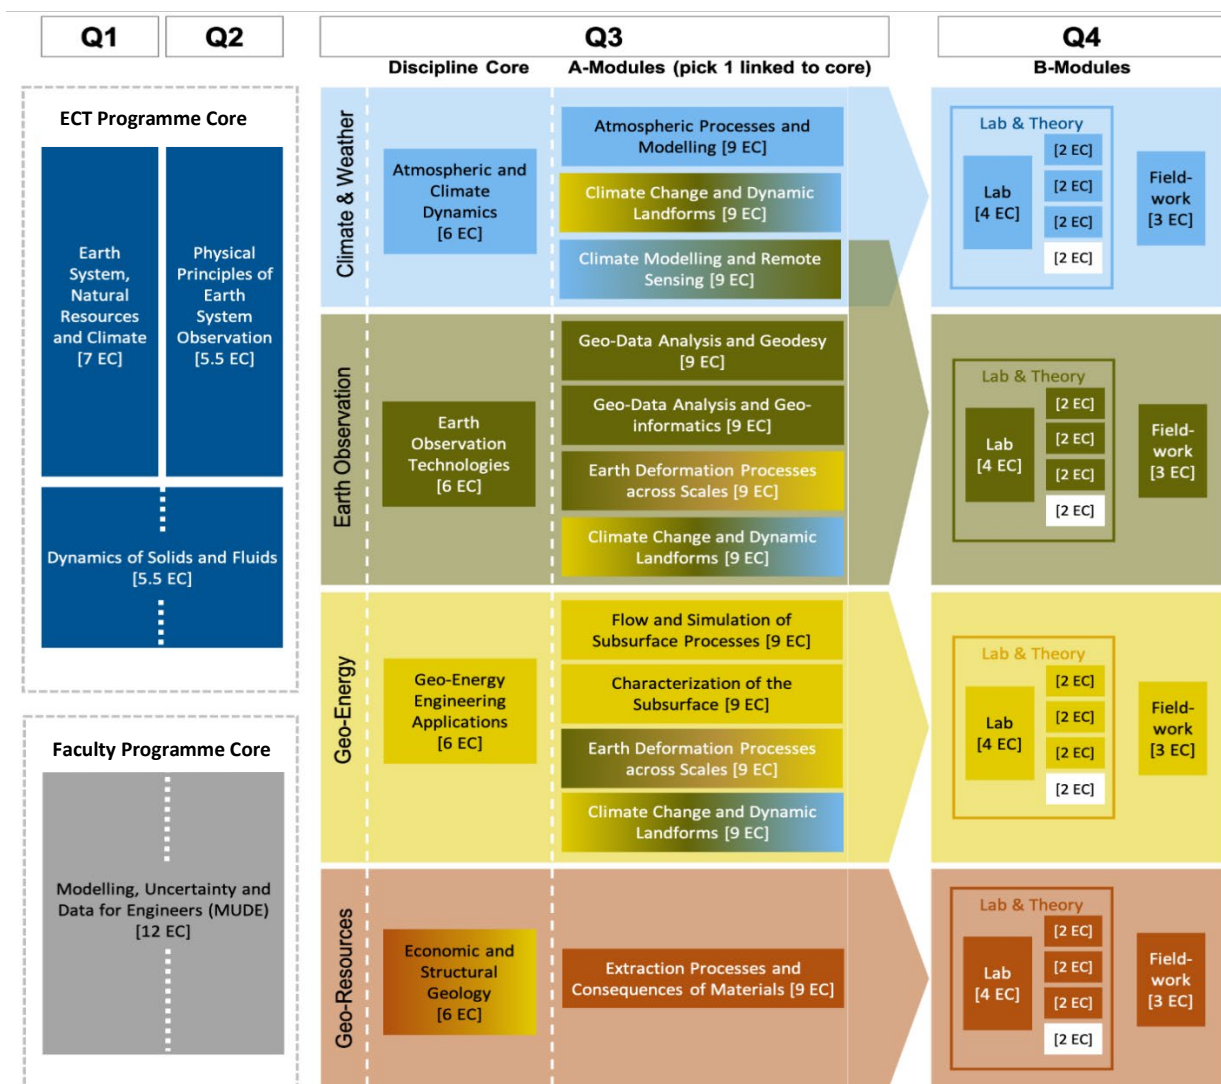 Q1
Q2
Q3
Q4
Discipline Core
A-Modules (pick 1 linked to core)
B-Modules
ECT Programme Core
Earth
System,
Natural
Resources
and Climate
[7 EC]
Physical
Principles of
Earth
System
Observation
[5.5 EC]
Dynamics of Solids and Fluids
[5.5 EC]
Faculty Programme Core
Modelling, Uncertainty and
Data for Engineers (MUDE)
[12 EC]
Climate & Weather
Atmospheric and
Climate
Dynamics
[6 EC]
Atmospheric Processes and
Modelling [9 EC]
Climate Change and Dynamic
Landforms [9 EC]
Climate Modelling and Remote
Sensing [9 EC]
Lab & Theory
Lab
[4 EC]
[2 EC]
[2 EC]
[2 EC]
[2 EC]
Field-
work
[3 EC]
Earth Observation
Earth
Observation
Technologies
[6 EC]
Geo-Data Analysis and Geodesy
[9 EC]
Geo-Data Analysis and Geo-
informatics [9 EC]
Earth Deformation Processes
across Scales [9 EC]
Climate Change and Dynamic
Landforms [9 EC]
Lab & Theory
Lab
[4 EC]
[2 EC]
[2 EC]
[2 EC]
[2 EC]
Field-
work
[3 EC]
Geo-Energy
Geo-Energy
Engineering
Applications
[6 EC]
Flow and Simulation of
Subsurface Processes [9 EC]
Characterization of the
Subsurface [9 EC]
Earth Deformation Processes
across Scales [9 EC]
Climate Change and Dynamic
Landforms [9 EC]
Lab & Theory
Lab
[4 EC]
[2 EC]
[2 EC]
[2 EC]
[2 EC]
Field-
work
[3 EC]
Geo-Resources
Economic and
Structural
Geology
[6 EC]
Extraction Processes and
Consequences of Materials [9 EC]
Lab & Theory
Lab
[4 EC]
[2 EC]
[2 EC]
[2 EC]
[2 EC]
Field-
work
[3 EC]